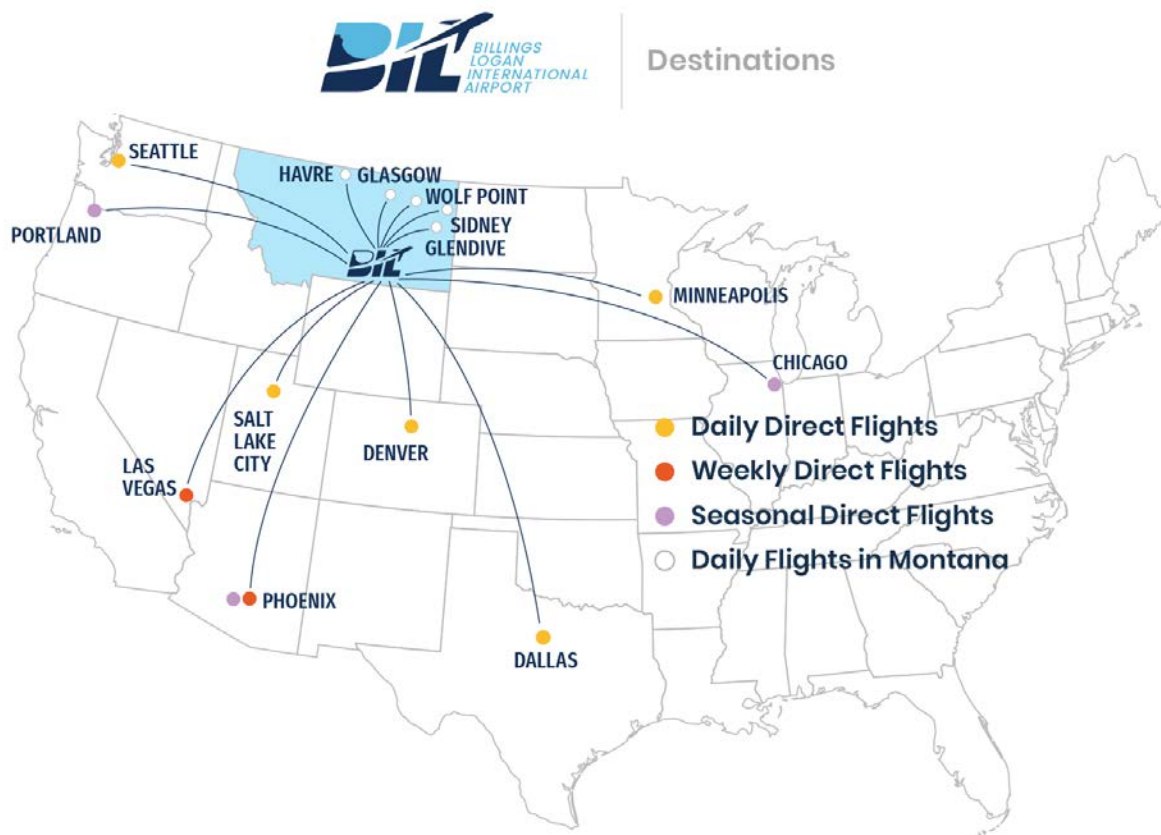 BIL
BILLINGS
LOGAN
INTERNATIONAL
AIRPORT
Destinations
SEATTLE
HAVRE
GLASGOW
WOLF POINT
SIDNEY
GLENDIVE
PORTLAND
BIL
MINNEAPOLIS
CHICAGO
SALT
LAKE
CITY
DENVER
LAS
VEGAS
PHOENIX
DALLAS
Daily Direct Flights
Weekly Direct Flights
Seasonal Direct Flights
Daily Flights in Montana